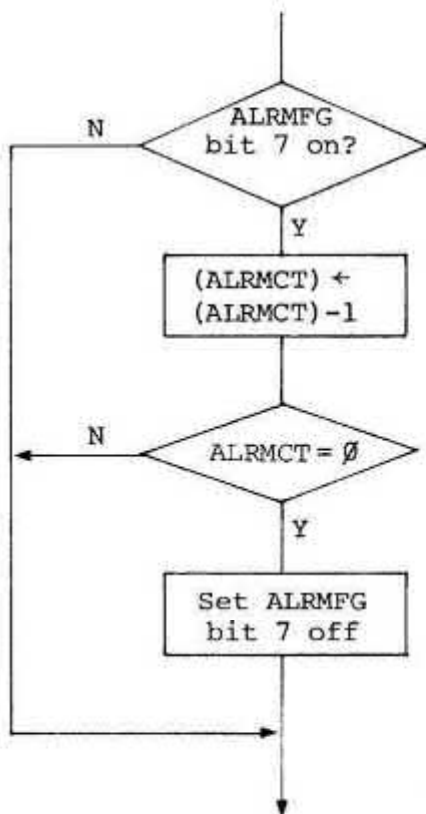 ALRMFG
bit 7 on?
N
Y
(ALRMCT) ←
(ALRMCT)-1
N
ALRMCT = Ø
Y
Set ALRMFG
bit 7 off